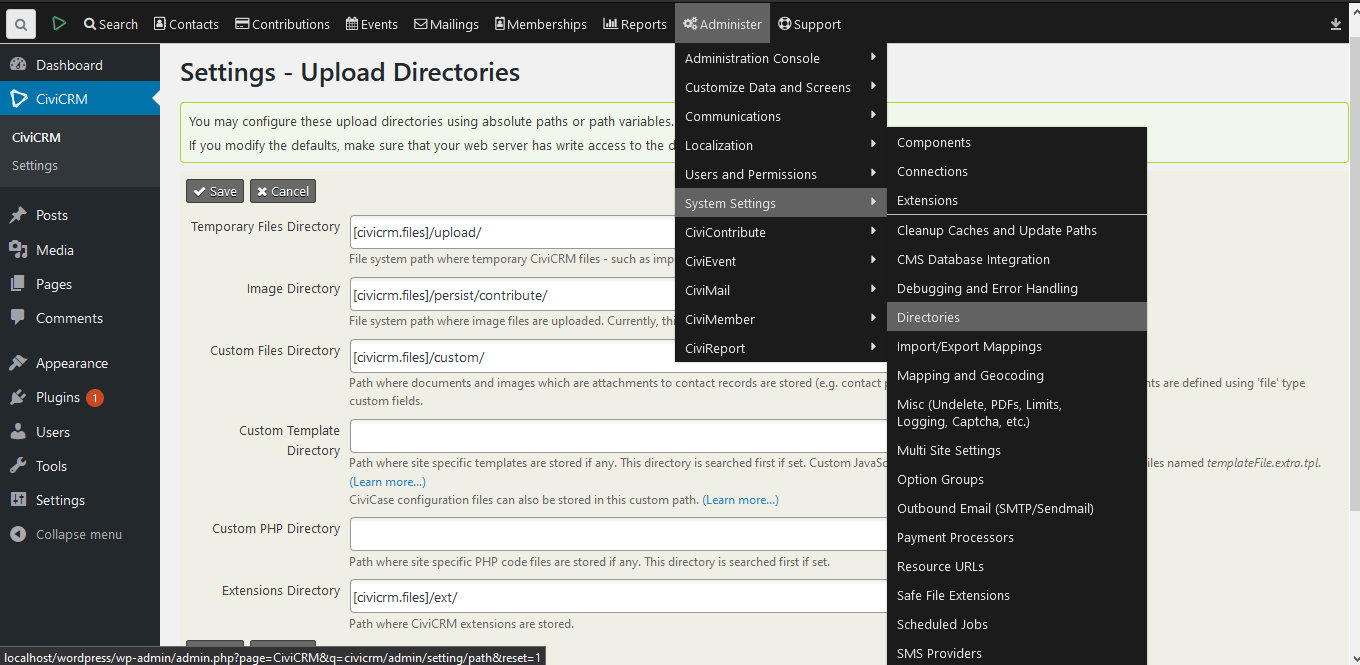 Search
Contacts
Contributions
Events
Mailings
Memberships
Reports
Administer
Support
Dashboard
CiviCRM
CiviCRM
Settings
Posts
Media
Pages
Comments
Appearance
Plugins 1
Users
Tools
Settings
Collapse menu
Settings - Upload Directories
You may configure these upload directories using absolute paths or path variables.
If you modify the defaults, make sure that your web server has write access to the
Save
Cancel
Temporary Files Directory
[civicrm.files]/upload/
File system path where temporary CiviCRM files - such as
Image Directory
[civicrm.files]/persist/contribute/
File system path where image files are uploaded. Currently,
Custom Files Directory
[civicrm.files]/custom/
Path where documents and images which are attachments to contact records are stored (e.g. contact
are defined using 'file' type
custom fields.
Custom Template
Directory
Path where site specific templates are stored if any. This directory is searched first if set. Custom
named templateFile.extra.tpl.
(Learn more...)
CiviCase configuration files can also be stored in this custom path. (Learn more...)
Custom PHP Directory
Path where site specific PHP code files are stored if any. This directory is searched first if set.
Extensions Directory
[civicrm.files]/ext/
Path where CiviCRM extensions are stored.
Administration Console
Customize Data and Screens
Communications
Localization
Users and Permissions
System Settings
CiviContribute
CiviEvent
CiviMail
CiviMember
CiviReport
Components
Connections
Extensions
Cleanup Caches and Update Paths
CMS Database Integration
Debugging and Error Handling
Directories
Import/Export Mappings
Mapping and Geocoding
Misc (Undelete, PDFs, Limits,
Logging, Captcha, etc.)
Multi Site Settings
Option Groups
Outbound Email (SMTP/Sendmail)
Payment Processors
Resource URLs
Safe File Extensions
Scheduled Jobs
SMS Providers
localhost/wordpress/wp-admin/admin.php?page=CiviCRM&q=civicrm/admin/setting/path&reset=1